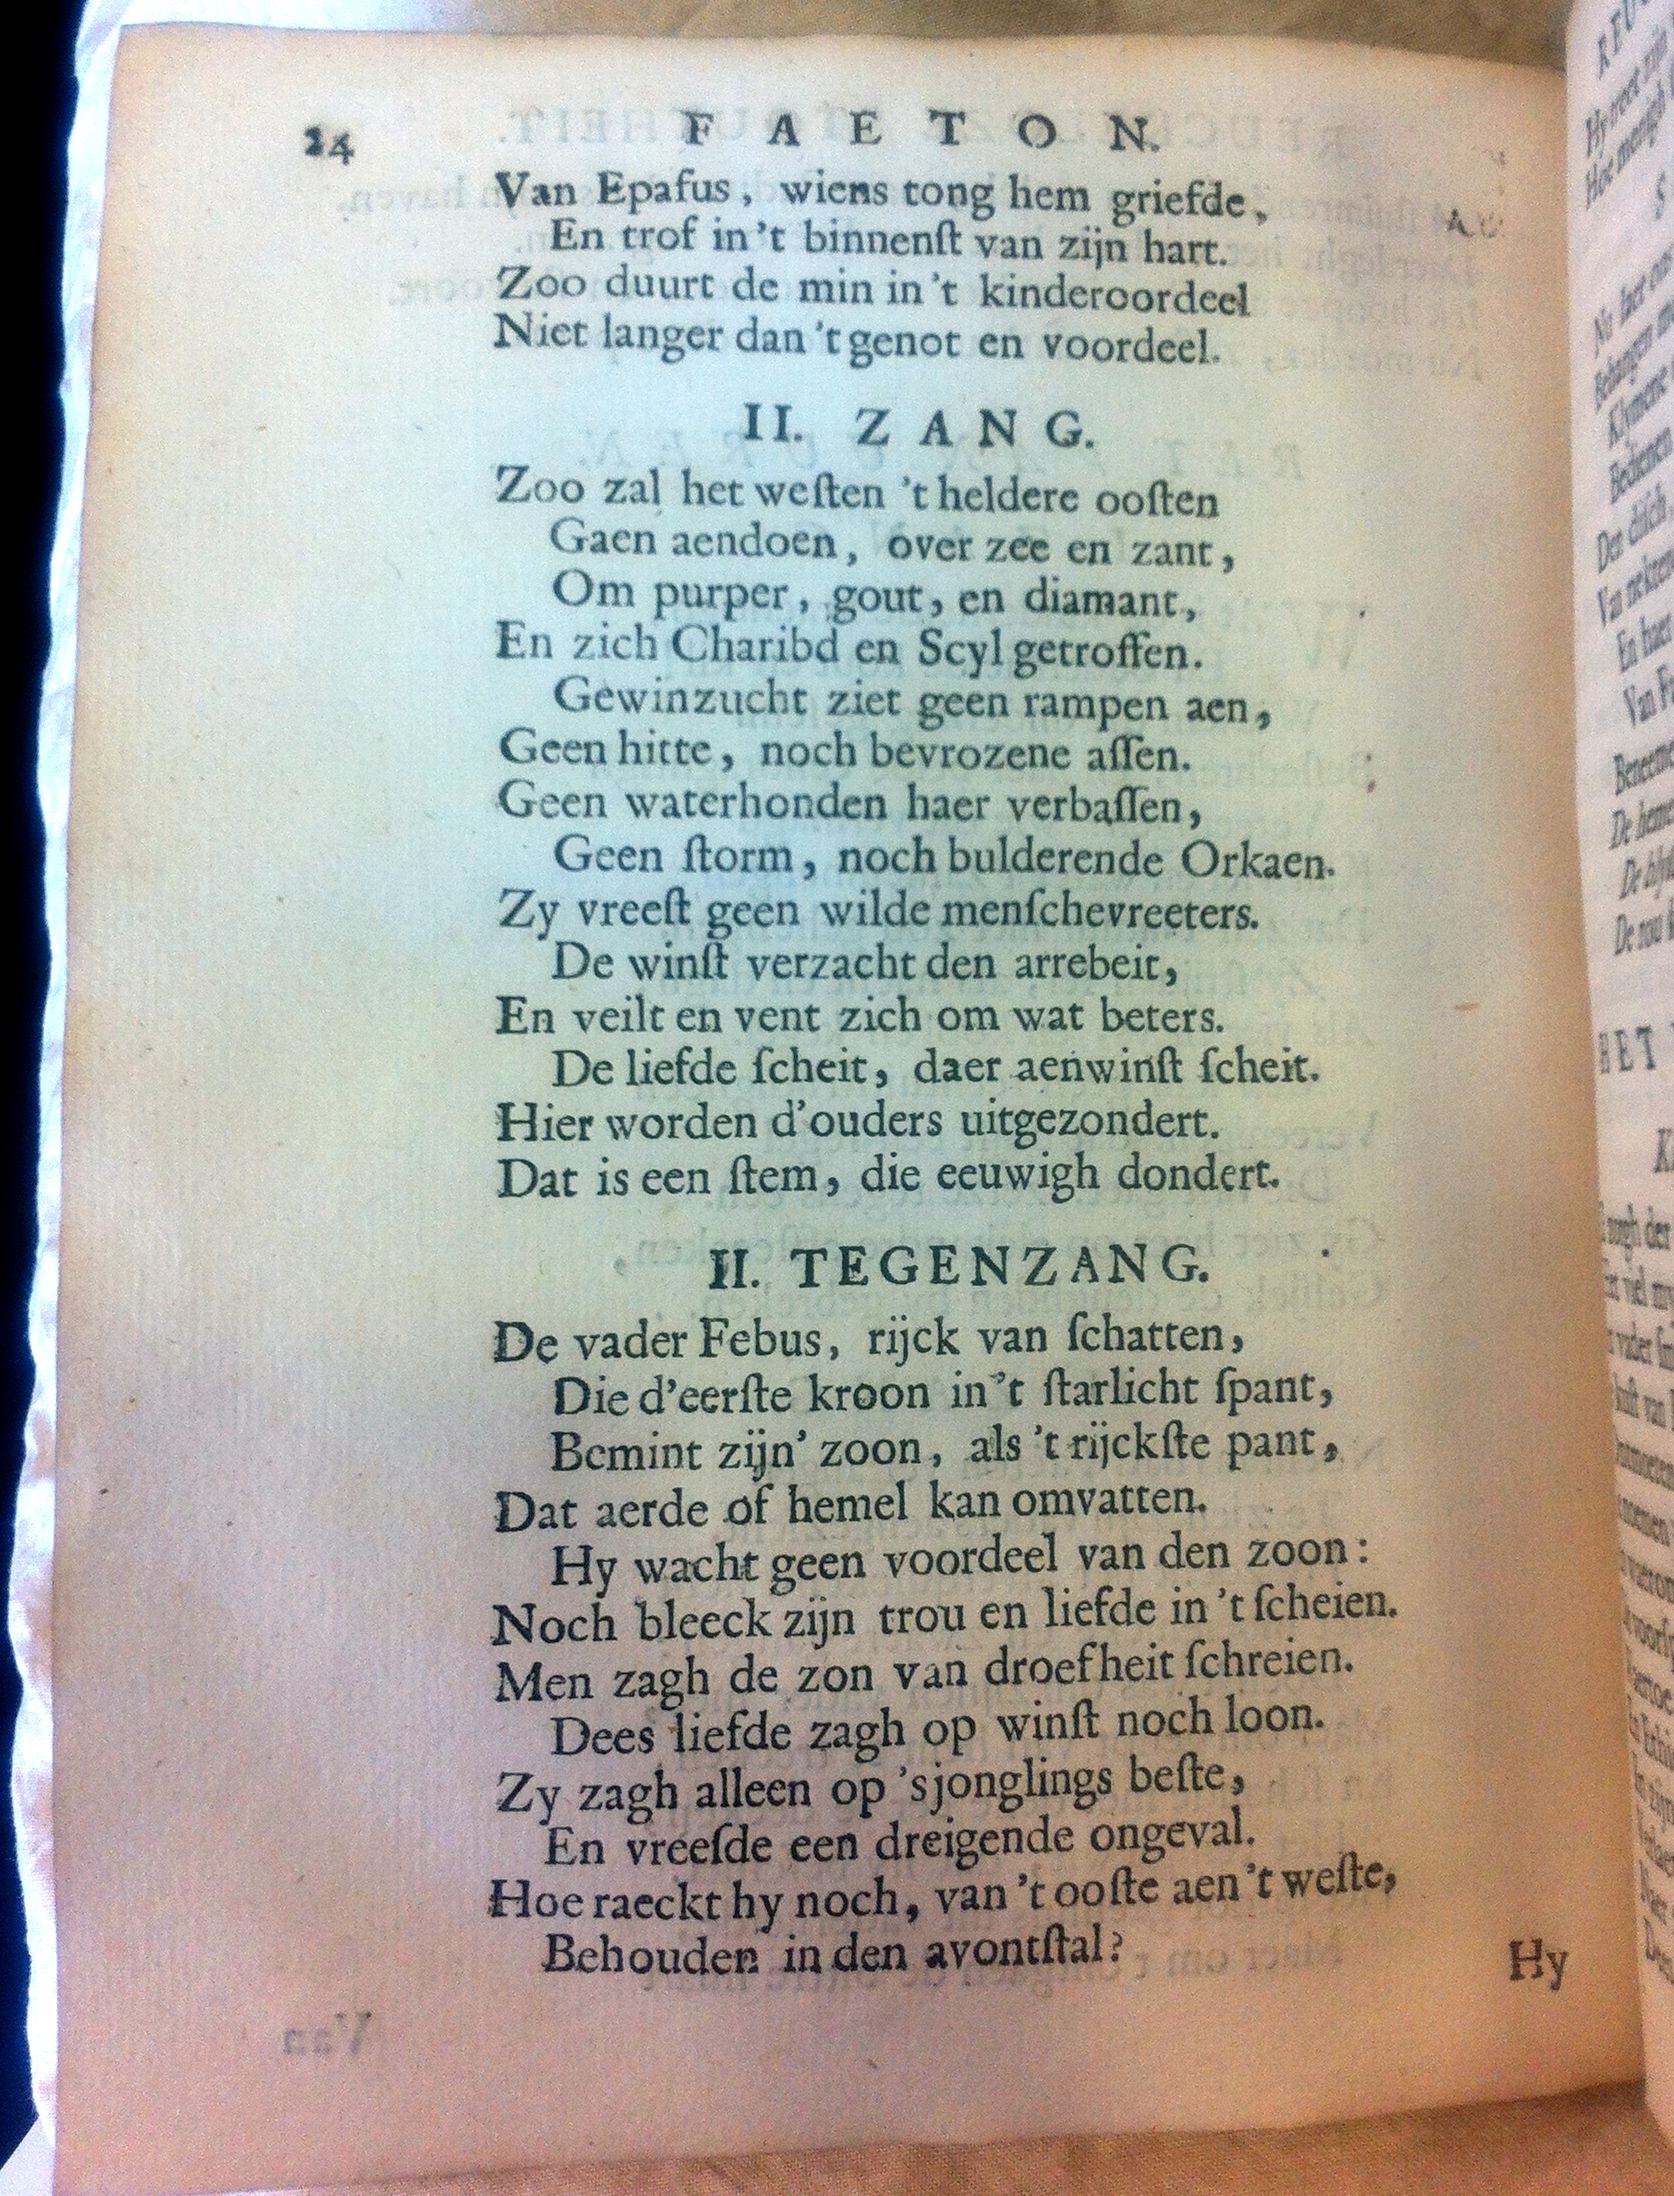 24 FAETON.
Van Epafus, wiens tong hem griefde,
En trof in 't binnenſt van zijn hart.
Zoo duurt de min in 't kinderoordeel
Niet langer dan 't genot en voordeel.
II. ZANG.
Zoo zal het weſten 't heldere ooſten
Gaen aendoen, over zee en zant,
Om purper, gout, en diamant,
En zich Charibd en Scyl getroſſen.
Gewinzucht ziet geen rampen aen,
Geen hitte, noch bevrozene aſſen.
Geen waterhonden haer verbaſſen,
Geen ſtorm, noch bulderende Orkaen.
Zy vreeſt geen wilde menſchevreeters.
De winſt verzacht den arrebeit,
En veilt en vent zich om wat beters.
De liefde ſcheit, daer aenwinſt ſcheit.
Hier worden d'ouders uitgezondert.
Dat is een ſtem, die eeuwigh dondert.
II. TEGENZANG.
De vader Febus, rijck van ſchatten,
Die d'eerſte kroon in 't ſtarlicht ſpant,
Bemint zijn' zoon, als 't rijckſte pant,
Dat aerde of hemel kan omvatten.
Hy wacht geen voordeel van den zoon:
Noch bleeck zijn trou en liefde in 't ſcheien.
Men zagh de zon van droefheit ſchreien.
Dees liefde zagh op winſt noch loon.
Zy zagh alleen op 'sjonglings beſte,
En vreeſde een dreigende ongeval.
Hoe raeckt hy noch, van 't ooſte aen 't weſte,
Behouden in den avontſtal?
Hy